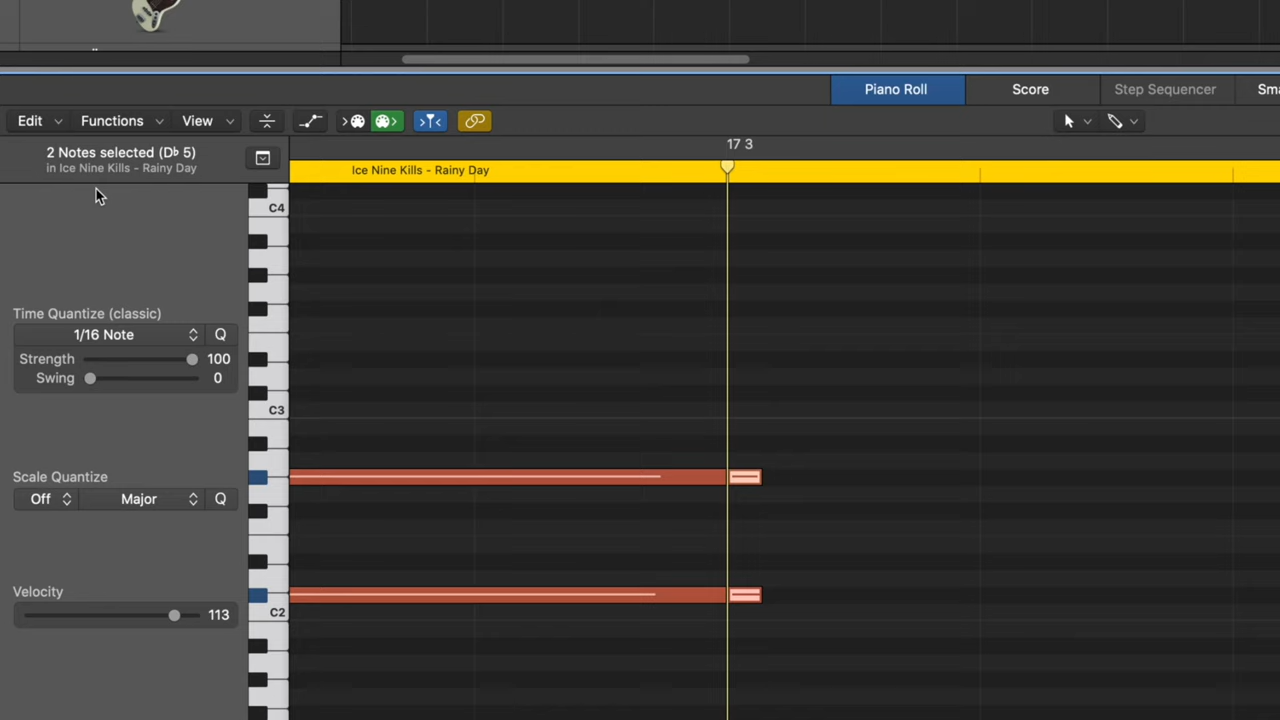 Piano Roll
Score
Step Sequencer
Sma
Edit
Functions
View
2 Notes selected (D♭ 5)
in Ice Nine Kills - Rainy Day
17 3
Ice Nine Kills - Rainy Day
C4
Time Quantize (classic)
1/16 Note
Q
Strength
100
Swing
0
C3
Scale Quantize
Off
Major
Q
Velocity
113
C2